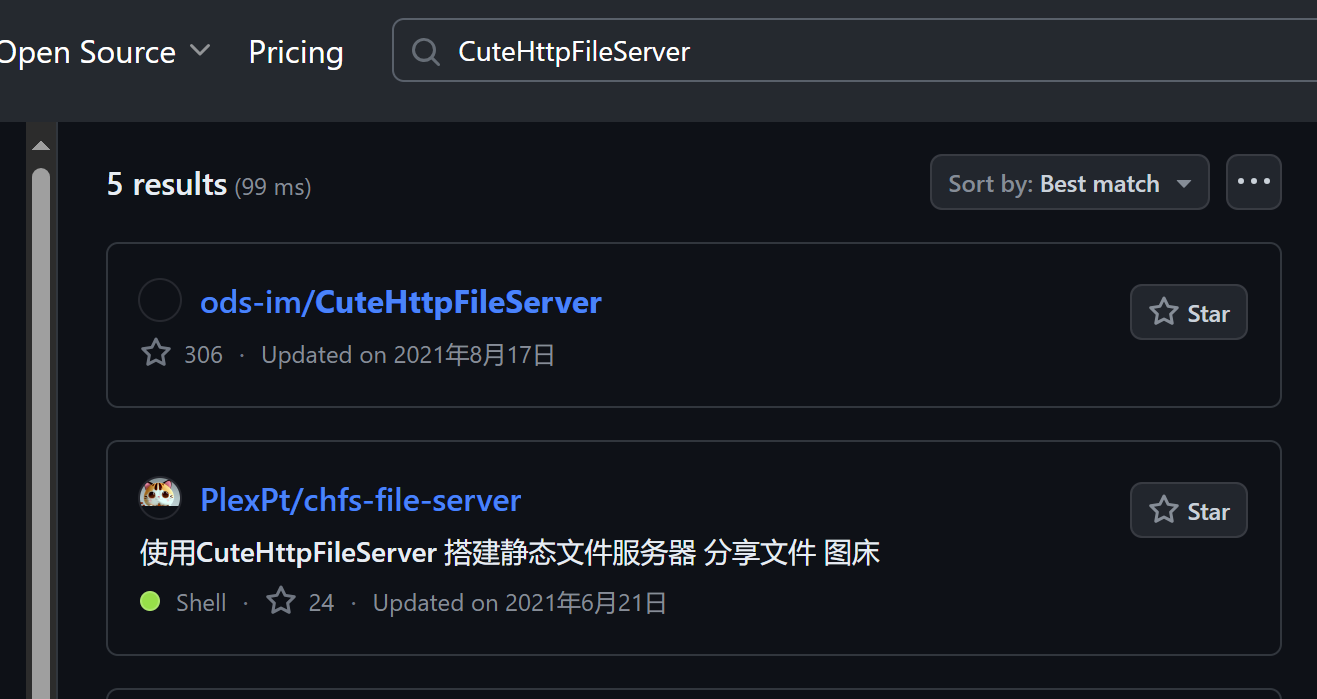 Open Source Pricing CuteHttpFileServer
5 results (99 ms) Sort by: Best match
ods-im/CuteHttpFileServer
Star
306 · Updated on 2021年8月17日
PlexPt/chfs-file-server
Star
使用CuteHttpFileServer 搭建静态文件服务器 分享文件 图床
Shell · 24 · Updated on 2021年6月21日